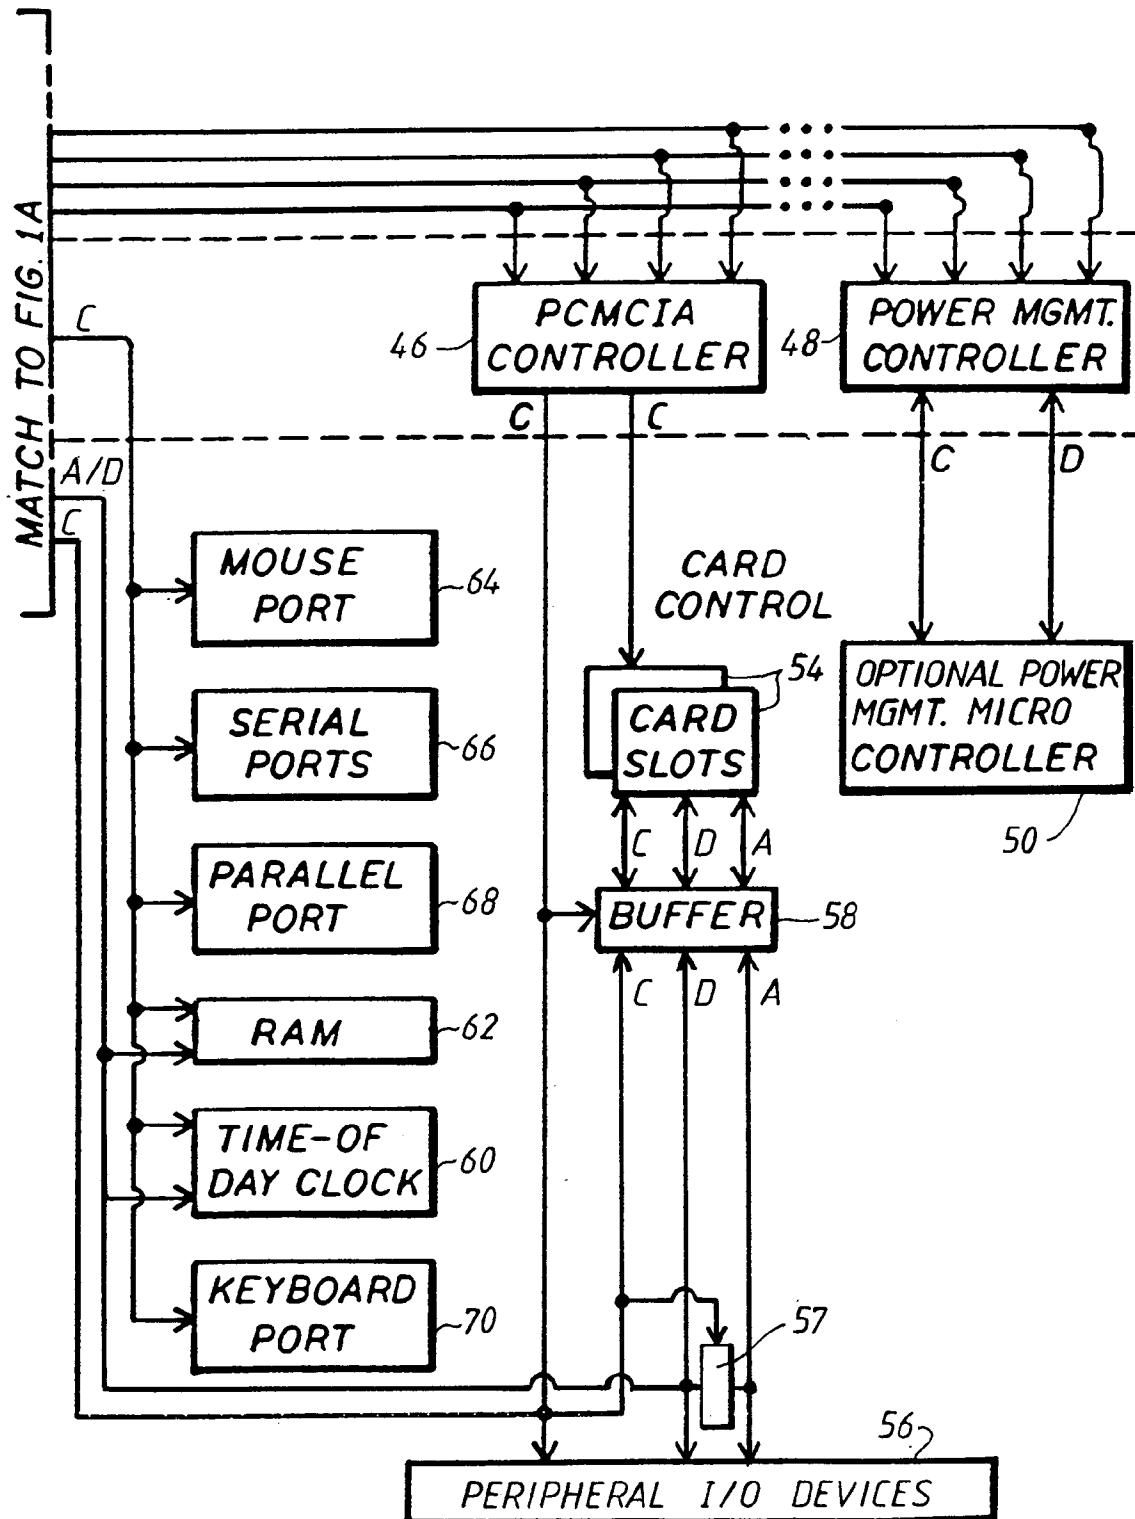 MATCH TO FIG. 1A
C
A/D
C
46
PCMCIA
CONTROLLER
48
POWER MGMT.
CONTROLLER
C
C
C
D
MOUSE
PORT
64
CARD
CONTROL
SERIAL
PORTS
66
54
CARD
SLOTS
OPTIONAL POWER
MGMT. MICRO
CONTROLLER
50
C
D
A
PARALLEL
PORT
68
BUFFER
58
C
D
A
RAM
62
TIME-OF
DAY CLOCK
60
KEYBOARD
PORT
70
57
56
PERIPHERAL I/O DEVICES